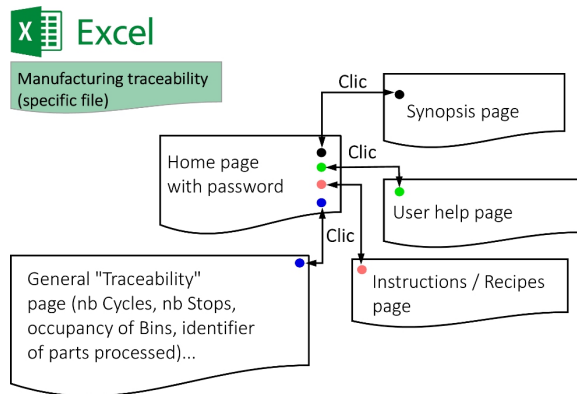 X
Excel
Manufacturing traceability
(specific file)
Clic
Synopsis page
Home page
with password
Clic
User help page
Clic
General "Traceability"
page (nb Cycles, nb Stops,
occupancy of Bins, identifier
of parts processed)...
Instructions / Recipes
page